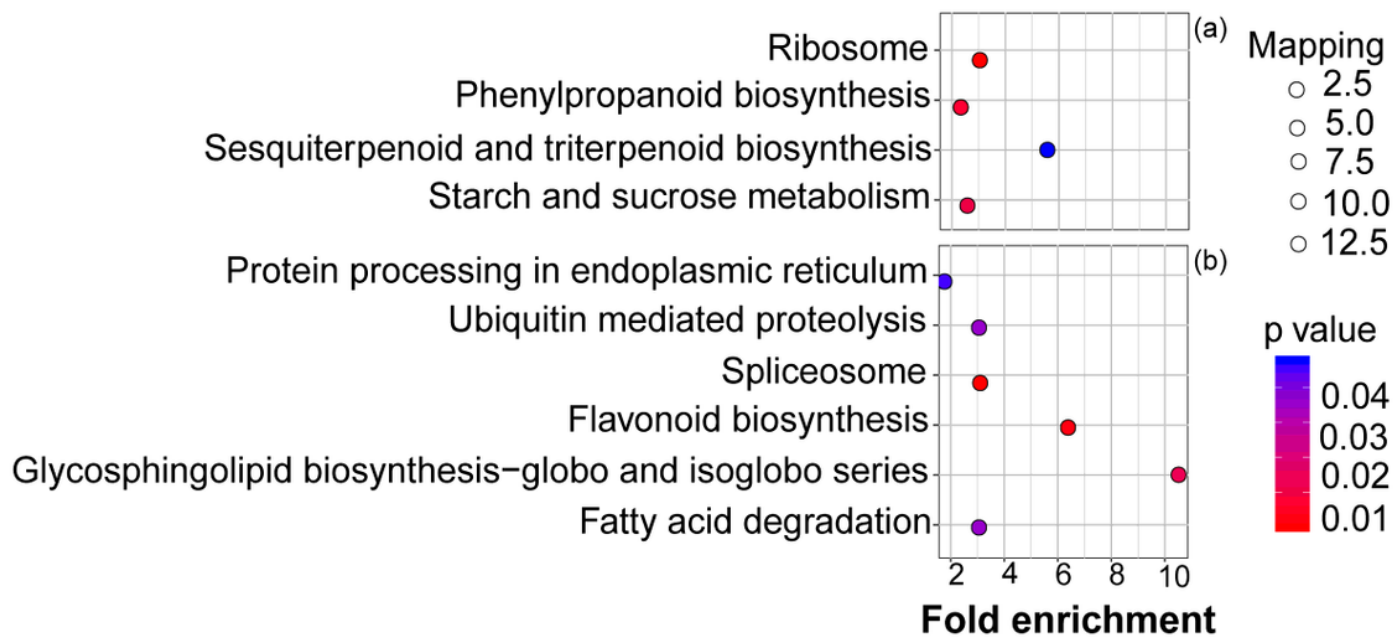 (a)
Ribosome
Phenylpropanoid biosynthesis
Sesquiterpenoid and triterpenoid biosynthesis
Starch and sucrose metabolism
(b)
Protein processing in endoplasmic reticulum
Ubiquitin mediated proteolysis
Spliceosome
Flavonoid biosynthesis
Glycosphingolipid biosynthesis−globo and isoglobo series
Fatty acid degradation
2 4 6 8 10
Fold enrichment
Mapping
2.5
5.0
7.5
10.0
12.5
p value
0.04
0.03
0.02
0.01